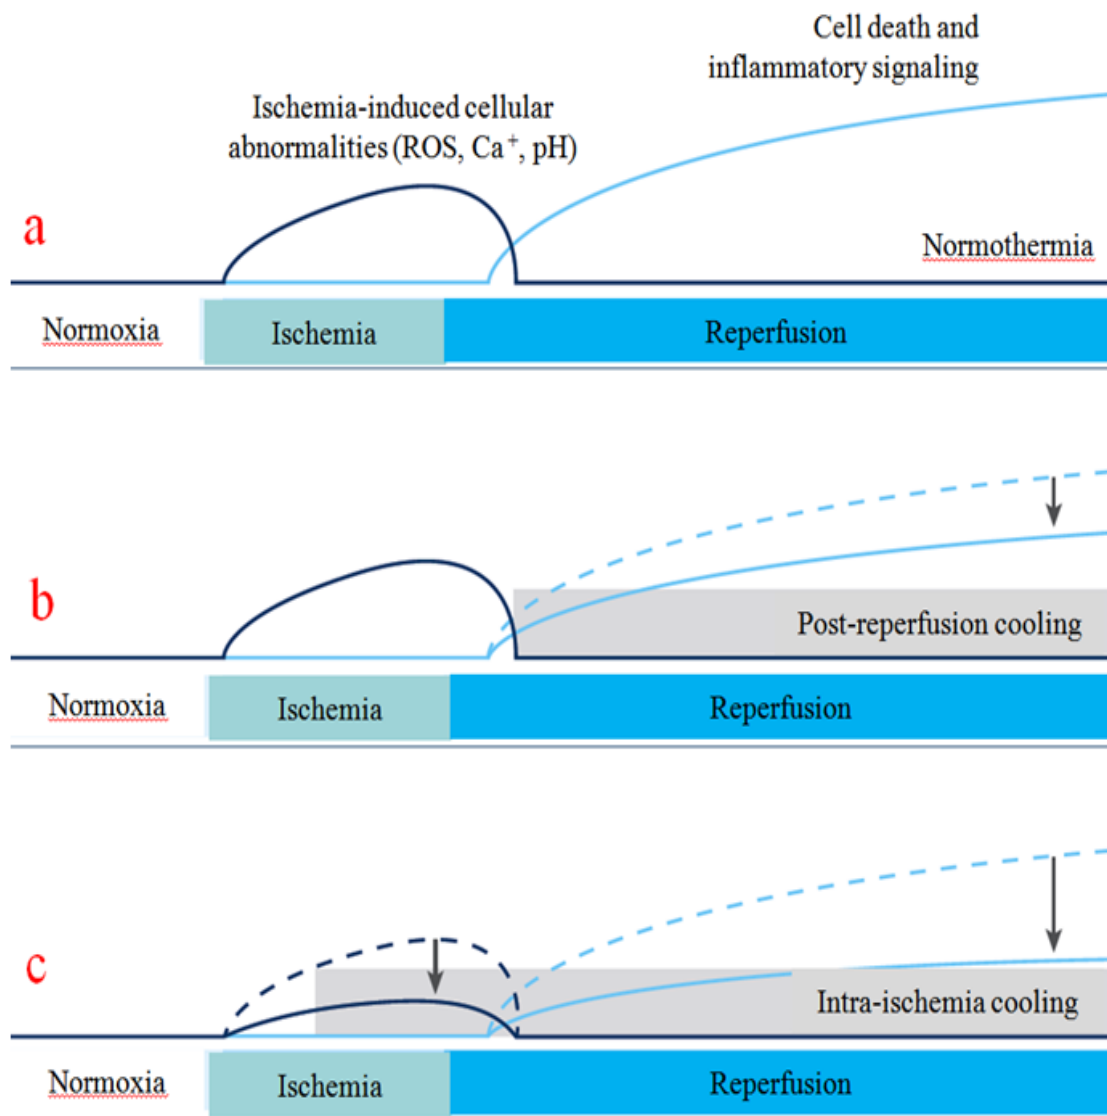 Cell death and
inflammatory signaling
Ischemia-induced cellular
abnormalities (ROS, Ca⁺, pH)
a
Normothermia
Normoxia Ischemia Reperfusion
b
Post-reperfusion cooling
Normoxia Ischemia Reperfusion
c
Intra-ischemia cooling
Normoxia Ischemia Reperfusion